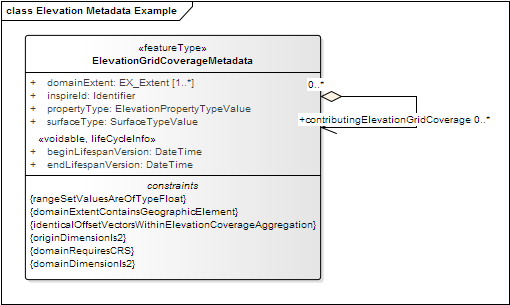 class Elevation Metadata Example
«featureType»
ElevationGridCoverageMetadata
+ domainExtent: EX_Extent [1..*]
+ inspireId: Identifier
+ propertyType: ElevationPropertyTypeValue
+ surfaceType: SurfaceTypeValue
«voidable, lifeCycleInfo»
+ beginLifespanVersion: DateTime
+ endLifespanVersion: DateTime
constraints
{rangeSetValuesAreOfTypeFloat}
{domainExtentContainsGeographicElement}
{identicalOffsetVectorsWithinElevationCoverageAggregation}
{originDimensionIs2}
{domainRequiresCRS}
{domainDimensionIs2}
0..*
+contributingElevationGridCoverage 0..*